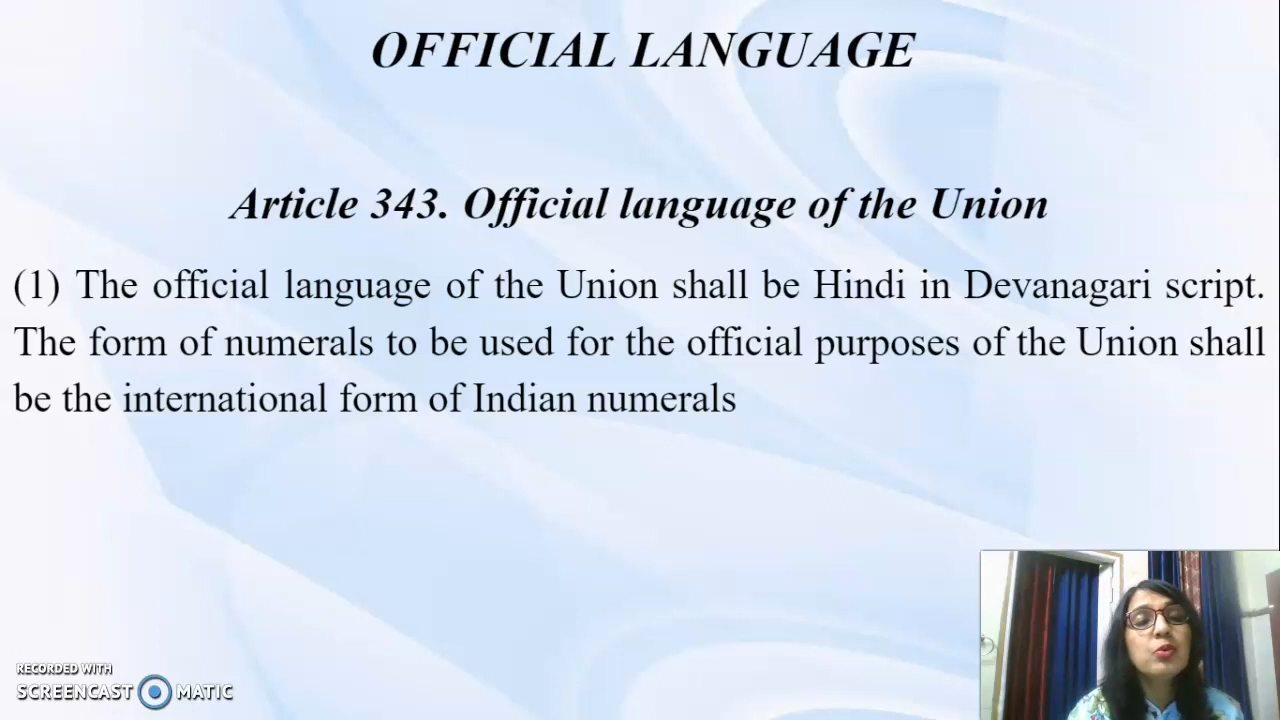 OFFICIAL LANGUAGE
Article 343. Official language of the Union
(1) The official language of the Union shall be Hindi in Devanagari script.
The form of numerals to be used for the official purposes of the Union shall
be the international form of Indian numerals
RECORDED WITH
SCREENCAST MATIC